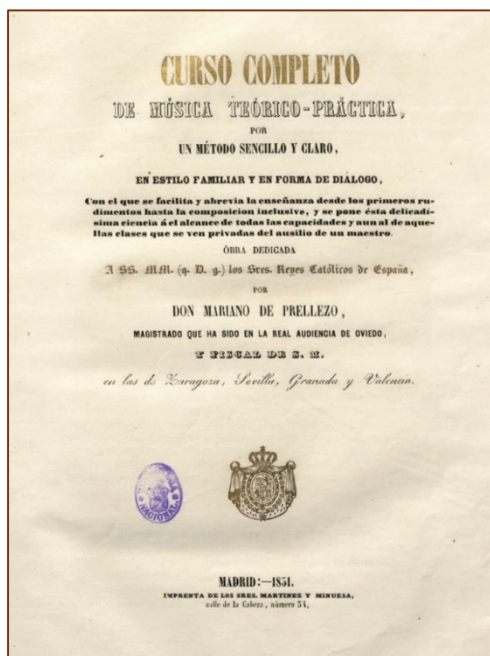 CURSO COMPLETO
DE MÚSICA TEÓRICO-PRÁCTICA,
POR
UN MÉTODO SENCILLO Y CLARO,
EN ESTILO FAMILIAR Y EN FORMA DE DIALOGO,
Con el que se facilita y abrevia la enseñanza desde los primeros ru-
dimentos hasta la composicion inclusive, y se pone ésta delicadí-
sima ciencia á el alcance de todas las capacidades y aun al de aque-
llas clases que se ven privadas del ausilio de un maestro.
ÓBRA DEDICADA
A SS. MM. (q. D. g.) los Sres. Reyes Católicos de España,
POR
DON MARIANO DE PRELLEZO,
MAGISTRADO QUE HA SIDO EN LA REAL AUDIENCIA DE OVIEDO,
Y FISCAL DE S. M.
en las de Zaragoza, Sevilla, Granada y Valencia.
NACIONAL
MADRID:—1851.
IMPRENTA DE LOS SRES. MARTINES Y MINUESA,
calle de la Cabeza, número 34,